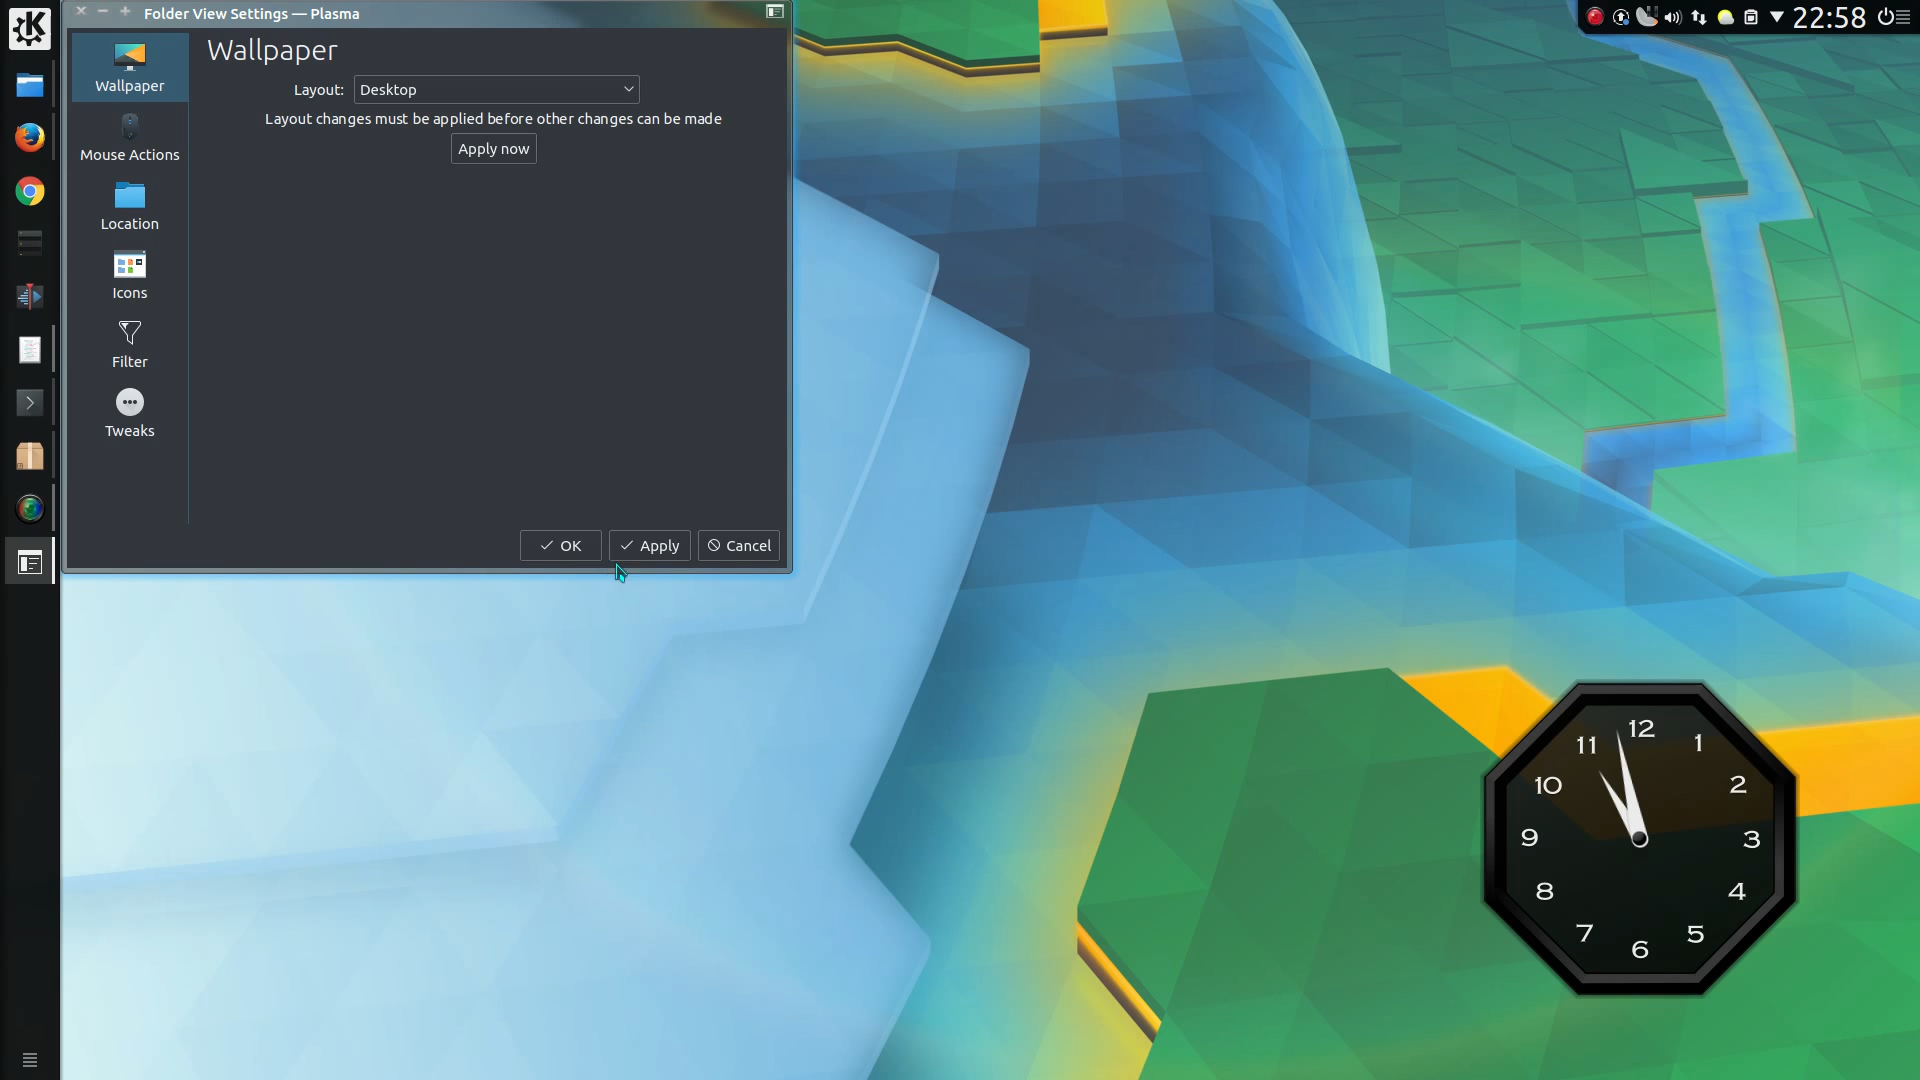 Folder View Settings — Plasma
22:58
Wallpaper
Wallpaper
Layout:
Desktop
Layout changes must be applied before other changes can be made
Apply now
Mouse Actions
Location
Icons
Filter
Tweaks
OK
Apply
Cancel
12
1
2
3
4
5
6
7
8
9
10
11